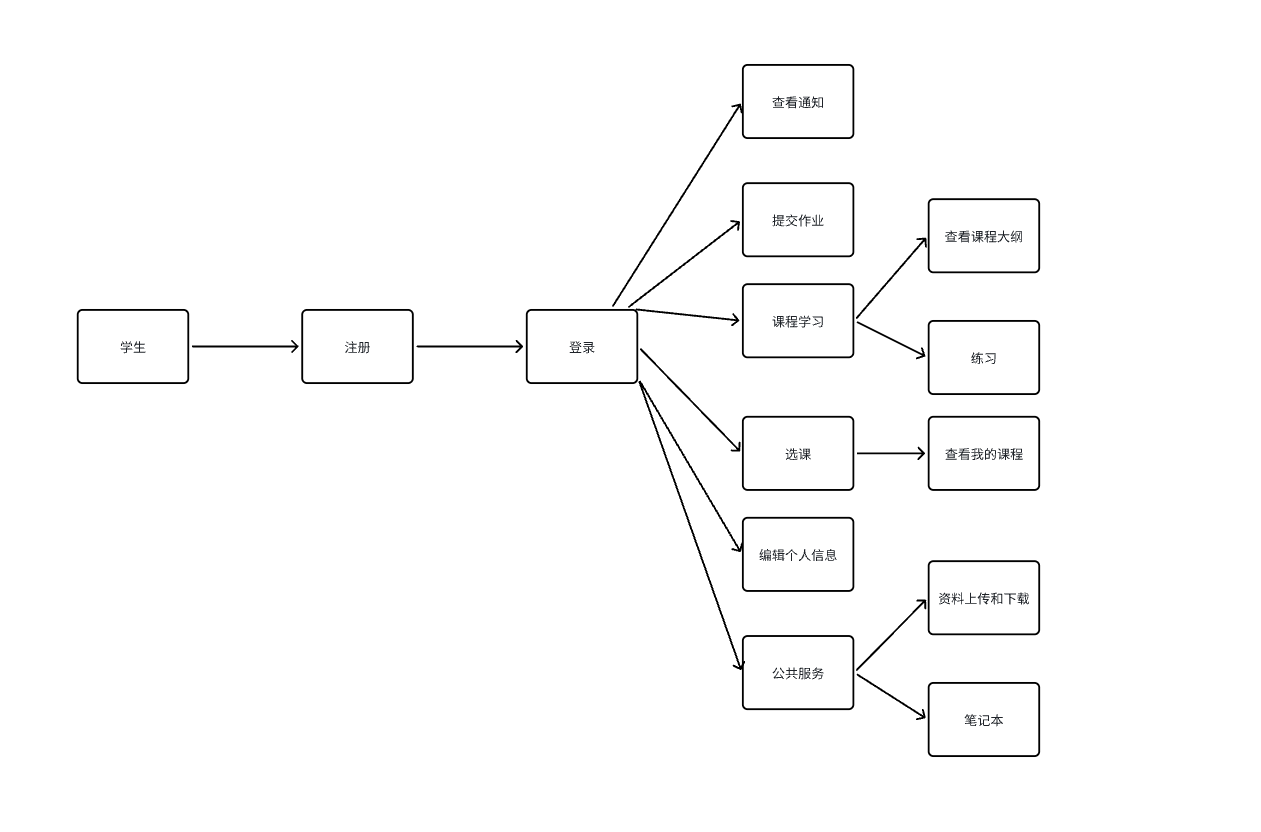 查看通知
提交作业
查看课程大纲
课程学习
学生
注册
登录
练习
选课
查看我的课程
编辑个人信息
资料上传和下载
公共服务
笔记本